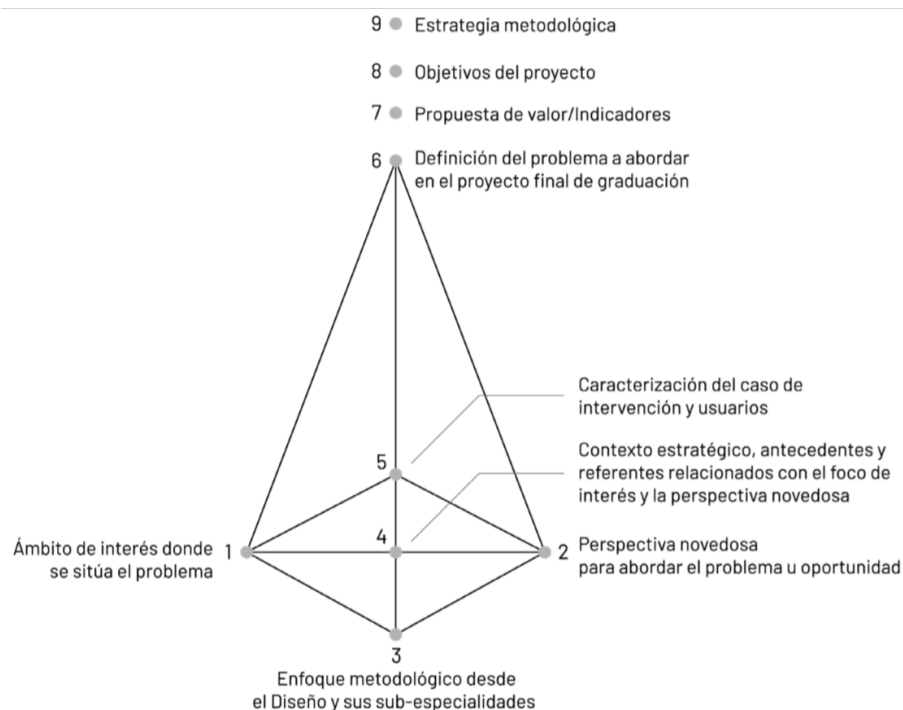 9 Estrategia metodológica
8 Objetivos del proyecto
7 Propuesta de valor/Indicadores
6 Definición del problema a abordar
en el proyecto final de graduación
Caracterización del caso de
intervención y usuarios
5
Contexto estratégico, antecedentes y
referentes relacionados con el foco de
interés y la perspectiva novedosa
4
Ámbito de interés donde 1
se sitúa el problema
2 Perspectiva novedosa
para abordar el problema u oportunidad
3
Enfoque metodológico desde
el Diseño y sus sub-especialidades